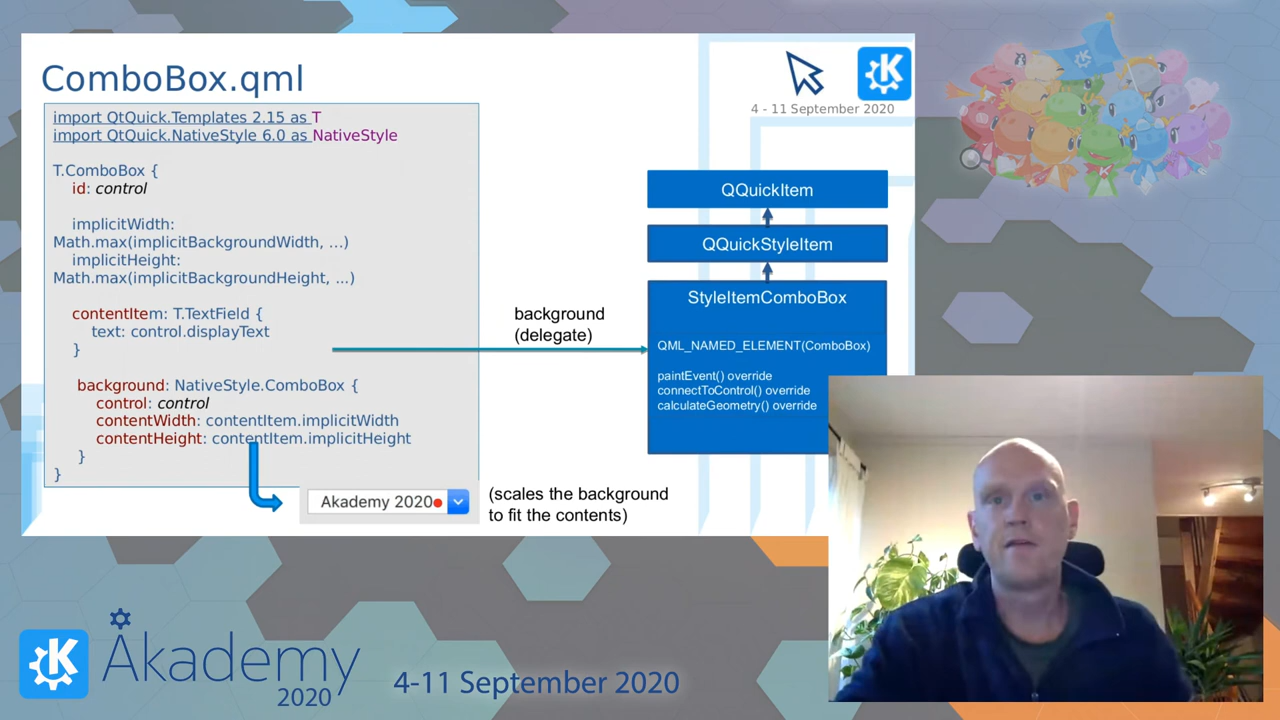 ComboBox.qml
import QtQuick.Templates 2.15 as T
import QtQuick.NativeStyle 6.0 as NativeStyle
T.ComboBox {
id: control
implicitWidth:
Math.max(implicitBackgroundWidth, ...)
implicitHeight:
Math.max(implicitBackgroundHeight, ...)
contentItem: T.TextField {
text: control.displayText
}
background: NativeStyle.ComboBox {
control: control
contentWidth: contentItem.implicitWidth
contentHeight: contentItem.implicitHeight
}
}
Akademy 2020
(scales the background
to fit the contents)
background
(delegate)
4 - 11 September 2020
QQuickItem
QQuickStyleItem
StyleItemComboBox
QML_NAMED_ELEMENT(ComboBox)
paintEvent() override
connectToControl() override
calculateGeometry() override
K
K
Akademy
2020
4-11 September 2020